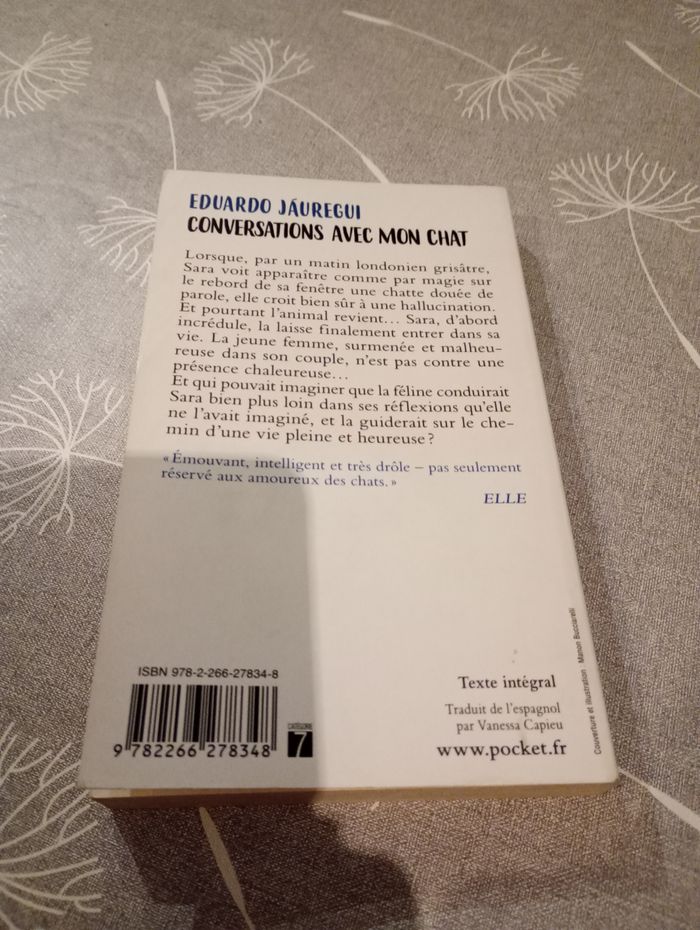 EDUARDO JÁUREGUI
CONVERSATIONS AVEC MON CHAT
Lorsque, par un matin londonien grisâtre,
Sara voit apparaître comme par magie sur
le rebord de sa fenêtre une chatte douée de
parole, elle croit bien sûr à une hallucination.
Et pourtant l'animal revient... Sara, d'abord
incrédule, la laisse finalement entrer dans sa
vie. La jeune femme, surmenée et malheu-
reuse dans son couple, n'est pas contre une
présence chaleureuse...
Et qui pouvait imaginer que la féline conduirait
Sara bien plus loin dans ses réflexions qu'elle
ne l'avait imaginé, et la guiderait sur le che-
min d'une vie pleine et heureuse ?
« Émouvant, intelligent et très drôle – pas seulement
réservé aux amoureux des chats. »
ELLE
ISBN 978-2-266-27834-8
9 782266 278348
CATÉGORIE
7
Texte intégral
Traduit de l'espagnol
par Vanessa Capieu
www.pocket.fr
Couverture et illustration : Manon Bucciarelli